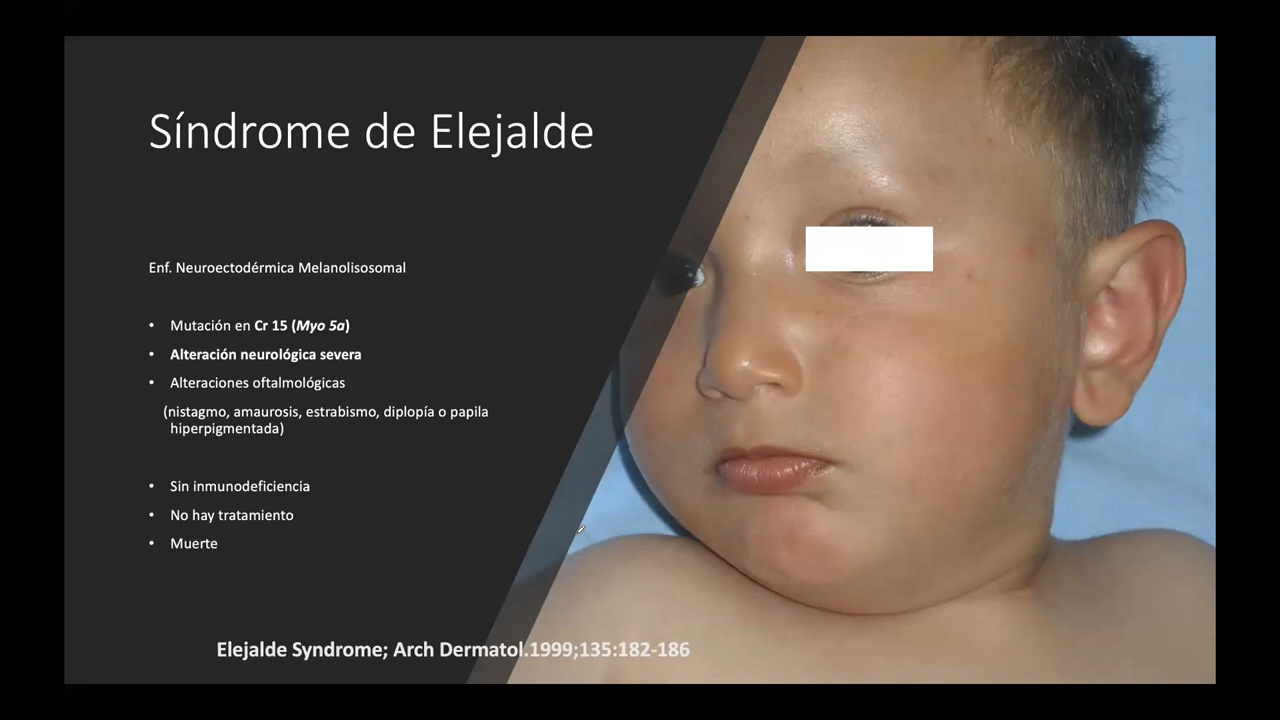 Síndrome de Elejalde
Enf. Neuroectodérmica Melanolisosomal
• Mutación en Cr 15 (Myo 5a)
• Alteración neurológica severa
• Alteraciones oftalmológicas
(nistagmo, amaurosis, estrabismo, diplopía o papila
hiperpigmentada)
• Sin inmunodeficiencia
• No hay tratamiento
• Muerte
Elejalde Syndrome; Arch Dermatol.1999;135:182-186